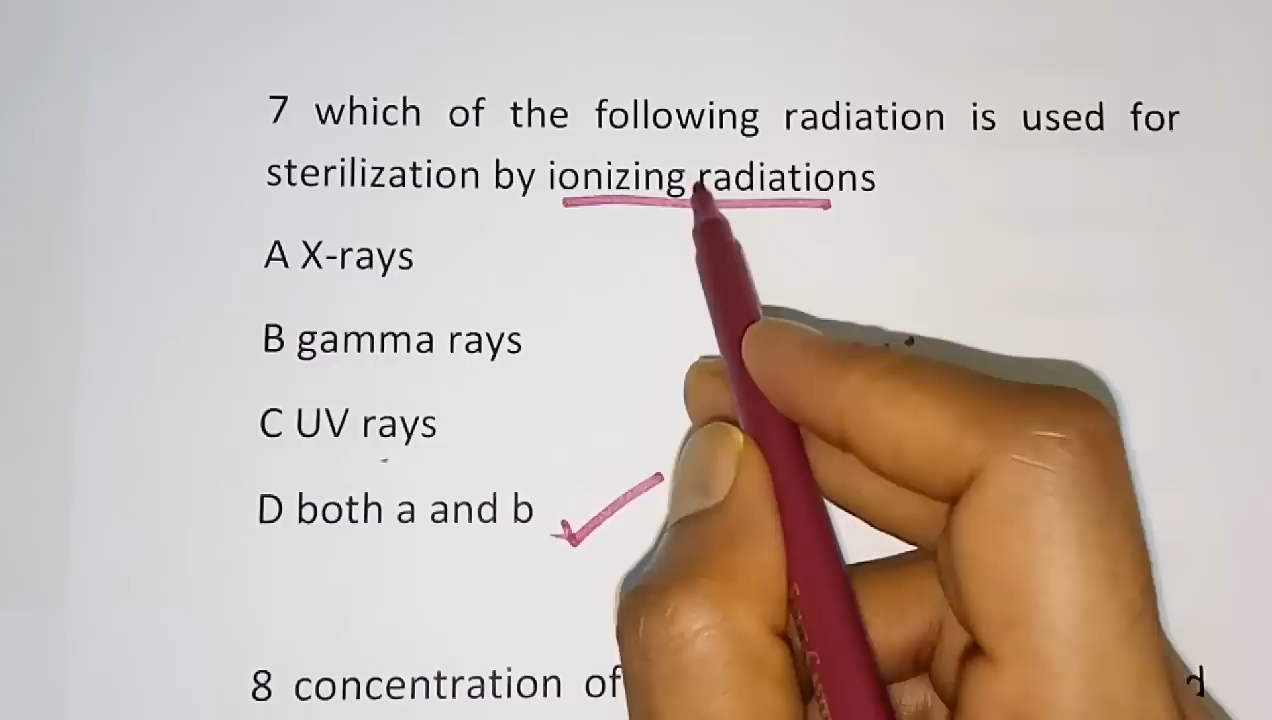 7 which of the following radiation is used for
sterilization by ionizing radiations
A X-rays
B gamma rays
C UV rays
D both a and b
8 concentration of